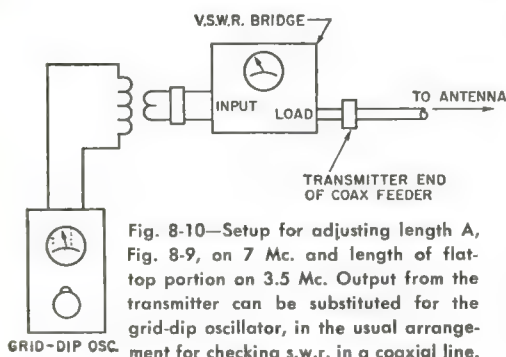 V.S.W.R. BRIDGE
INPUT
LOAD
TO ANTENNA
TRANSMITTER END
OF COAX FEEDER
GRID-DIP OSC.
Fig. 8-10—Setup for adjusting length A,
Fig. 8-9, on 7 Mc. and length of flat-
top portion on 3.5 Mc. Output from the
transmitter can be substituted for the
grid-dip oscillator, in the usual arrange-
ment for checking s.w.r. in a coaxial line.